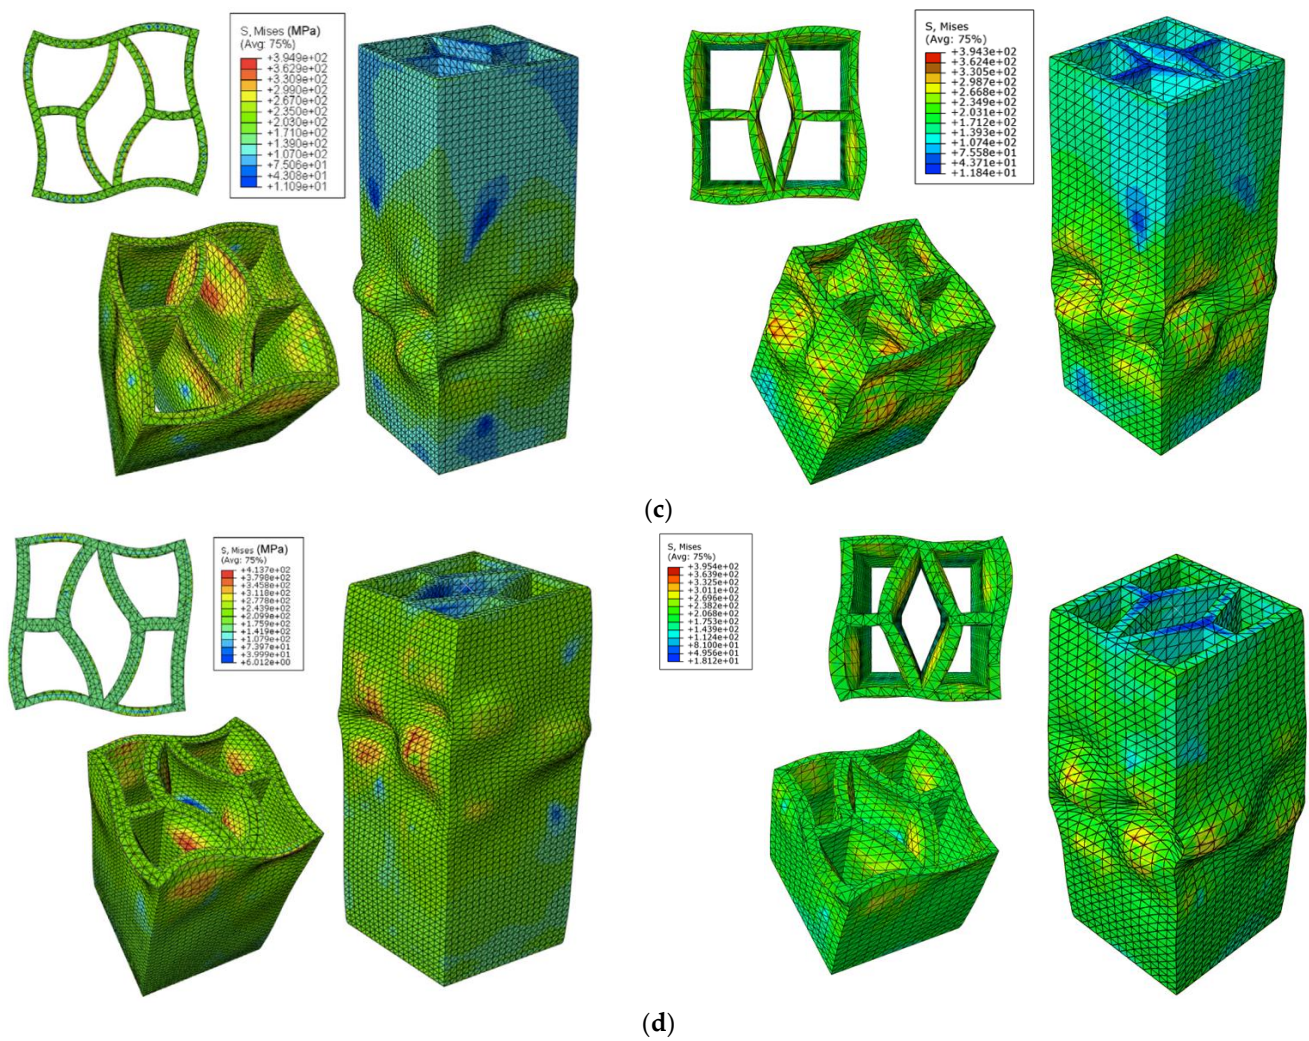 S, Mises (MPa)
(Avg: 75%)
+3.949e+02
+3.629e+02
+3.309e+02
+2.990e+02
+2.670e+02
+2.350e+02
+2.030e+02
+1.710e+02
+1.390e+02
+1.070e+02
+7.506e+01
+4.308e+01
+1.109e+01
S, Mises
(Avg: 75%)
+3.943e+02
+3.624e+02
+3.305e+02
+2.987e+02
+2.668e+02
+2.349e+02
+2.031e+02
+1.712e+02
+1.393e+02
+1.074e+02
+7.558e+01
+4.371e+01
+1.184e+01
(c)
S, Mises (MPa)
(Avg: 75%)
+4.137e+02
+3.798e+02
+3.458e+02
+3.118e+02
+2.778e+02
+2.439e+02
+2.099e+02
+1.759e+02
+1.419e+02
+1.079e+02
+7.397e+01
+3.999e+01
+6.012e+00
S, Mises
(Avg: 75%)
+3.954e+02
+3.639e+02
+3.325e+02
+3.011e+02
+2.696e+02
+2.382e+02
+2.068e+02
+1.753e+02
+1.439e+02
+1.124e+02
+8.100e+01
+4.956e+01
+1.812e+01
(d)